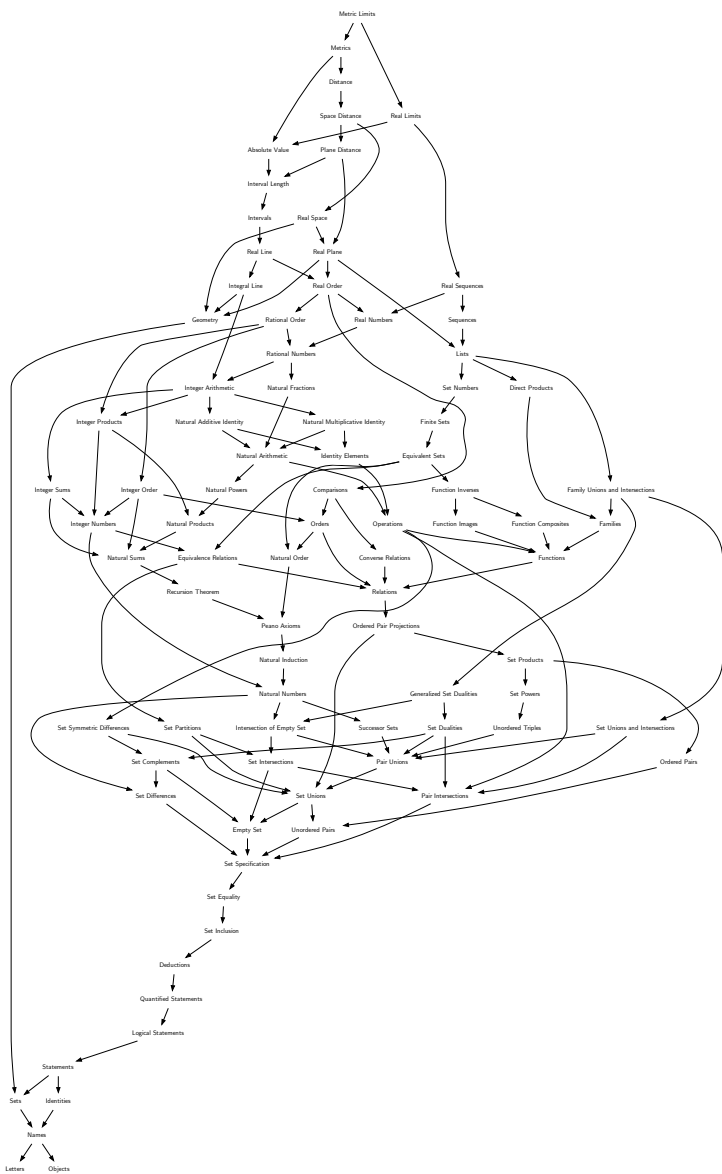 Metric Limits
Metrics
Distance
Space Distance
Real Limits
Absolute Value
Plane Distance
Interval Length
Intervals
Real Space
Real Line
Real Plane
Integral Line
Real Order
Real Sequences
Geometry
Rational Order
Real Numbers
Sequences
Rational Numbers
Lists
Integer Arithmetic
Natural Fractions
Set Numbers
Direct Products
Integer Products
Natural Additive Identity
Natural Multiplicative Identity
Finite Sets
Natural Arithmetic
Identity Elements
Equivalent Sets
Integer Sums
Integer Order
Natural Powers
Comparisons
Function Inverses
Family Unions and Intersections
Integer Numbers
Natural Products
Orders
Operations
Function Images
Function Composites
Families
Natural Sums
Equivalence Relations
Natural Order
Converse Relations
Functions
Recursion Theorem
Relations
Peano Axioms
Ordered Pair Projections
Natural Induction
Set Products
Natural Numbers
Generalized Set Dualities
Set Powers
Set Symmetric Differences
Set Partitions
Intersection of Empty Set
Successor Sets
Set Dualities
Unordered Triples
Set Unions and Intersections
Set Complements
Set Intersections
Pair Unions
Ordered Pairs
Set Differences
Set Unions
Pair Intersections
Empty Set
Unordered Pairs
Set Specification
Set Equality
Set Inclusion
Deductions
Quantified Statements
Logical Statements
Statements
Sets
Identities
Names
Letters
Objects